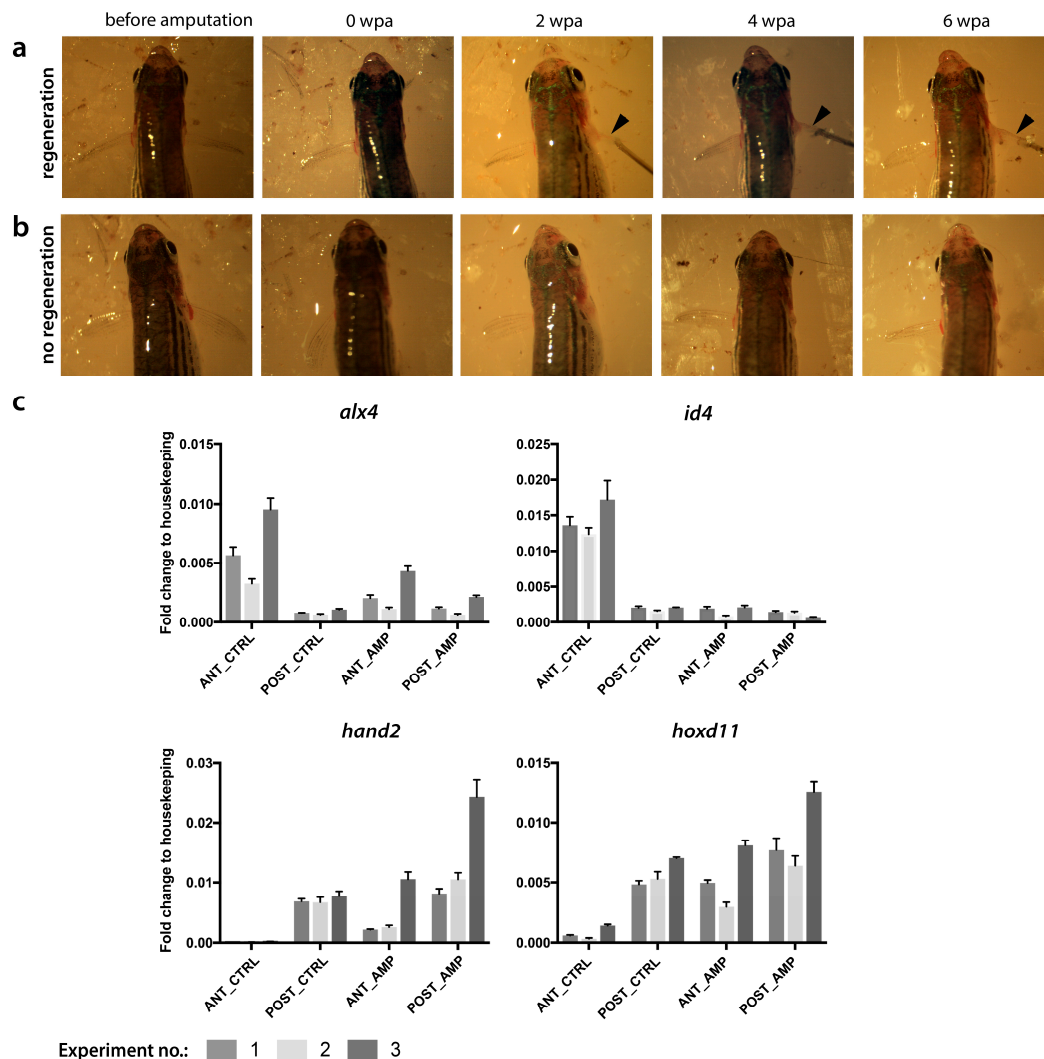 before amputation 0 wpa 2 wpa 4 wpa 6 wpa
a
regeneration
b
no regeneration
c
alx4
Fold change to housekeeping
0.015
0.010
0.005
0.000
ANT_CTRL
POST_CTRL
ANT_AMP
POST_AMP
id4
0.025
0.020
0.015
0.010
0.005
0.000
ANT_CTRL
POST_CTRL
ANT_AMP
POST_AMP
hand2
Fold change to housekeeping
0.03
0.02
0.01
0.00
ANT_CTRL
POST_CTRL
ANT_AMP
POST_AMP
hoxd11
0.015
0.010
0.005
0.000
ANT_CTRL
POST_CTRL
ANT_AMP
POST_AMP
Experiment no.: 1 2 3